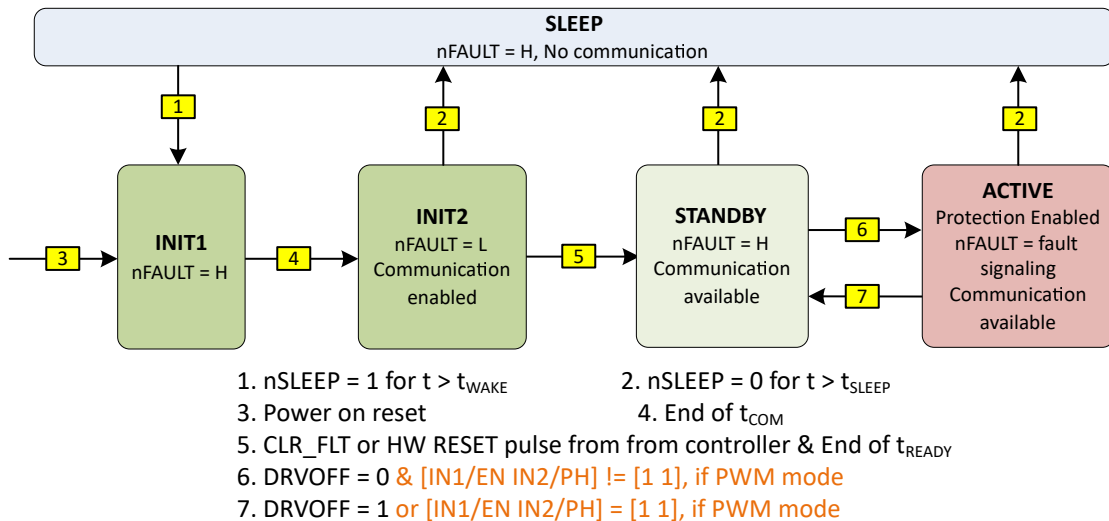 SLEEP
nFAULT = H, No communication
1
2
2
2
INIT1
nFAULT = H
INIT2
nFAULT = L
Communication
enabled
STANDBY
nFAULT = H
Communication
available
ACTIVE
Protection Enabled
nFAULT = fault
signaling
Communication
available
3
4
5
6
7
1. nSLEEP = 1 for t > tWAKE
2. nSLEEP = 0 for t > tSLEEP
3. Power on reset
4. End of tCOM
5. CLR_FLT or HW RESET pulse from from controller & End of tREADY
6. DRVOFF = 0 & [IN1/EN IN2/PH] != [1 1], if PWM mode
7. DRVOFF = 1 or [IN1/EN IN2/PH] = [1 1], if PWM mode